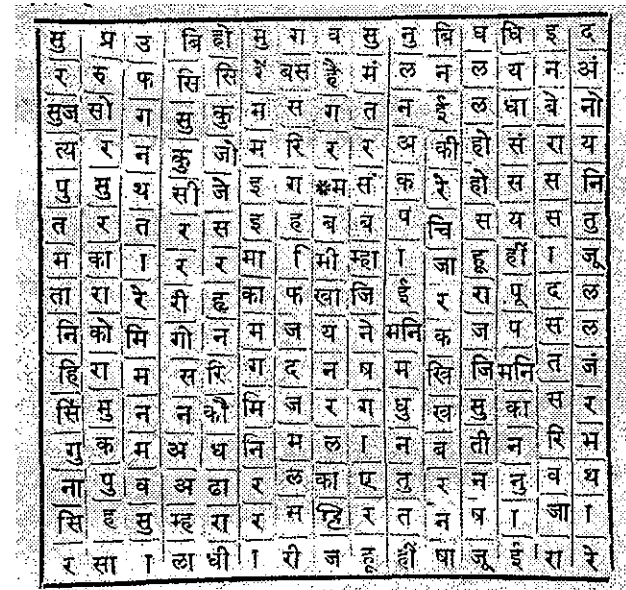 सु प्र उ बि हो मु ग ब सु नु बि घ धि इ द
र रु फ सि सि रें बस है मं ल न ल य न अं
सुज सो ग सु कु म स ग त न ईं ल धा बे नो
त्य र न कु जो म रि र र अ की हो सं रा य
पु सु थ सी जे इ ग *म सं क रे हो स स नि
त र त र स इ ह ब ब प चि स य स तु
म का ा र र मा ि मी म्हा ा जा हू हीं ा जू
ता रा रे री हृ का फ खा जि ईं र रा पू द ल
नि को मि गो न म ज य ने मनि क ज प स ल
हि रा म स रि ग द न ष म खि जि मनि त जं
सिं मु न न कौ मि ज र ग धु ख सु का स र
गु क म अ ध नि म ल ा न ब ती न रि भ
ना पु व अ ढा र ल का ए तु र न नु व थ
सि ह सु म्ह रा र स हि र त न ष ा जा ा
र सा ा ला धी ा री ज हू हीं षा जू ईं रा रे